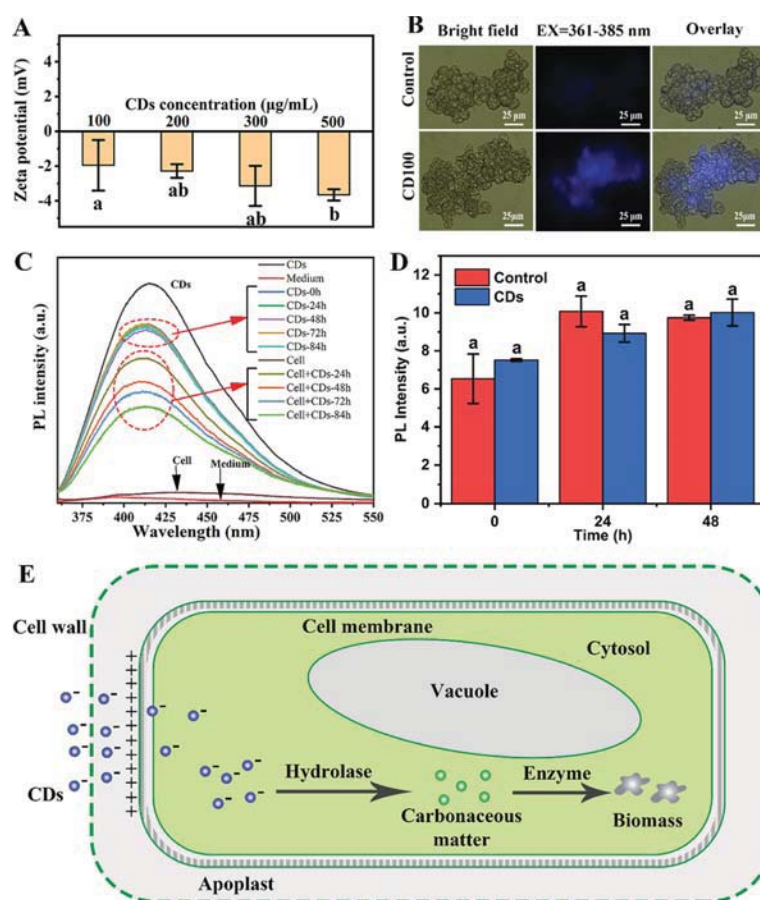 A
CDs concentration (μg/mL)
100 200 300 500
Zeta potential (mV)
0
-2
-4
a ab ab b
B
Bright field EX=361-385 nm Overlay
Control
25 μm 25 μm 25 μm
CD100
25μm 25 μm 25μm
C
PL intensity (a.u.)
CDs
CDs
Medium
CDs-0h
CDs-24h
CDs-48h
CDs-72h
CDs-84h
Cell
Cell+CDs-24h
Cell+CDs-48h
Cell+CDs-72h
Cell+CDs-84h
Cell Medium
375 400 425 450 475 500 525 550
Wavelength (nm)
D
PL Intensity (a.u.)
12
10
8
6
4
2
0
Control
CDs
a a a a a a
0 24 48
Time (h)
E
Cell wall
Cell membrane
Cytosol
Vacuole
+
+
+
+
+
+
+
+
+
+
+
+
- - - - - - - - - - - - - - - -
CDs
Hydrolase
Carbonaceous
matter
Enzyme
Biomass
Apoplast